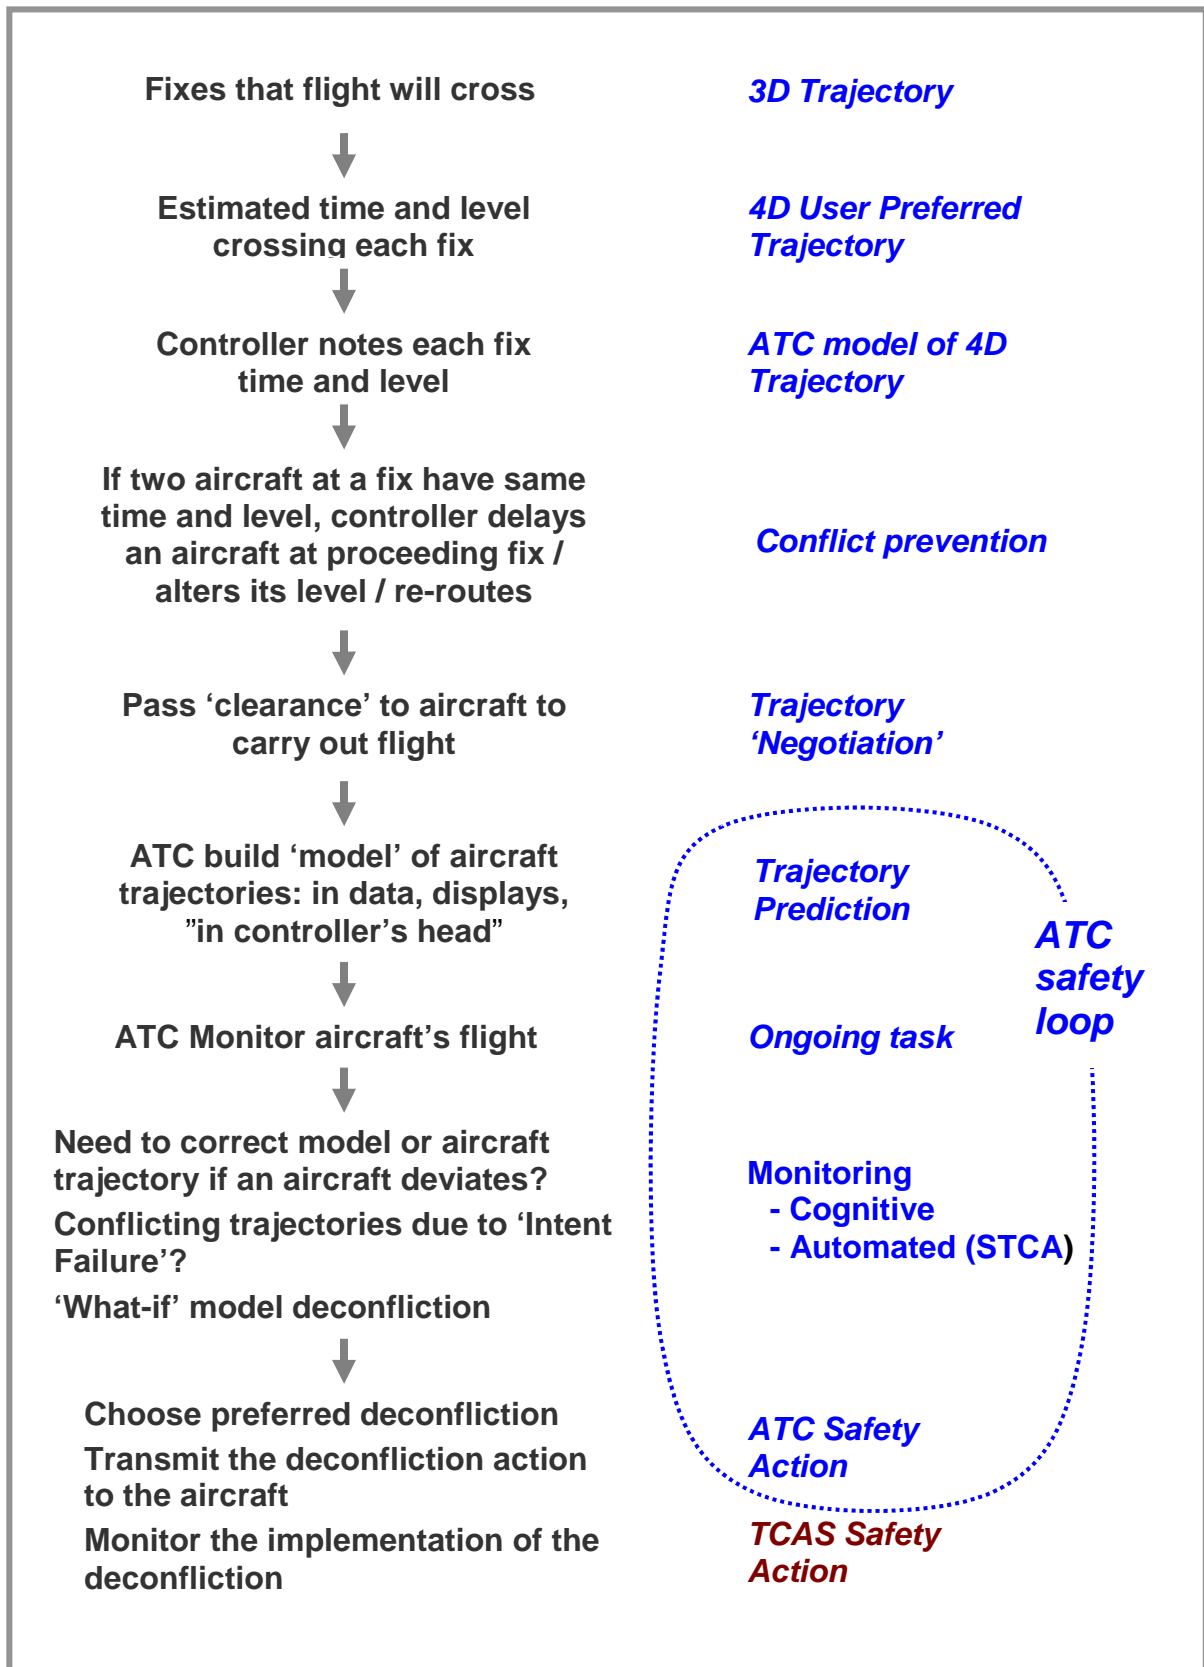 Fixes that flight will cross
3D Trajectory
Estimated time and level
crossing each fix
4D User Preferred
Trajectory
Controller notes each fix
time and level
ATC model of 4D
Trajectory
If two aircraft at a fix have same
time and level, controller delays
an aircraft at proceeding fix /
alters its level / re-routes
Conflict prevention
Pass ‘clearance’ to aircraft to
carry out flight
Trajectory
‘Negotiation’
ATC build ‘model’ of aircraft
trajectories: in data, displays,
”in controller’s head”
Trajectory
Prediction
ATC
safety
loop
ATC Monitor aircraft’s flight
Ongoing task
Need to correct model or aircraft
trajectory if an aircraft deviates?
Conflicting trajectories due to ‘Intent
Failure’?
‘What-if’ model deconfliction
Monitoring
- Cognitive
- Automated (STCA)
Choose preferred deconfliction
Transmit the deconfliction action
to the aircraft
Monitor the implementation of the
deconfliction
ATC Safety
Action
TCAS Safety
Action